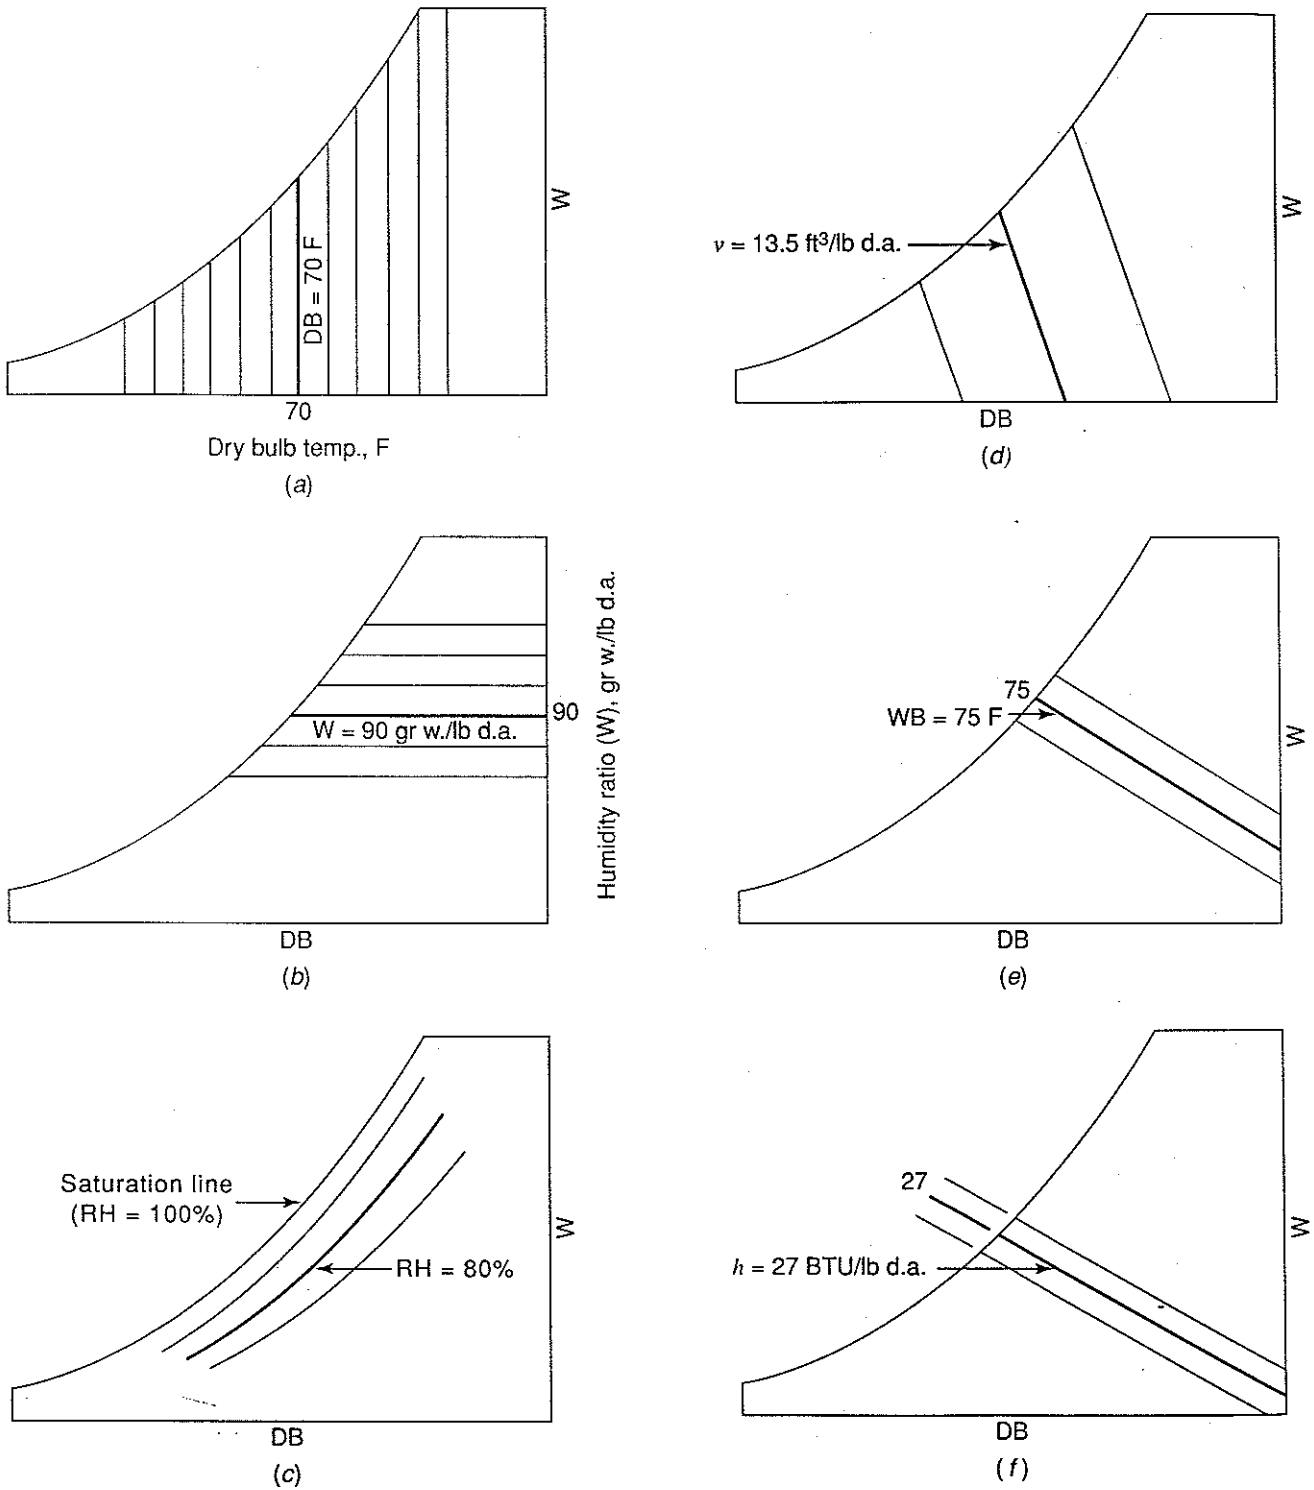 DB = 70 F
W
70
Dry bulb temp., F
(a)
W = 90 gr w./lb d.a.
90
Humidity ratio (W), gr w./lb d.a.
DB
(b)
Saturation line
(RH = 100%)
RH = 80%
W
DB
(c)
v = 13.5 ft³/lb d.a.
W
DB
(d)
75
WB = 75 F
W
DB
(e)
27
h = 27 BTU/lb d.a.
W
DB
(f)